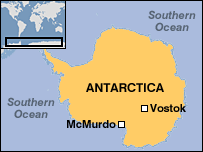 Southern
Ocean
ANTARCTICA
Vostok
Southern
Ocean
McMurdo